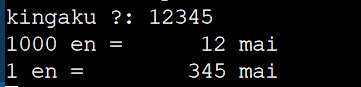 kingaku ?: 12345
1000 en =      12 mai
1 en =        345 mai